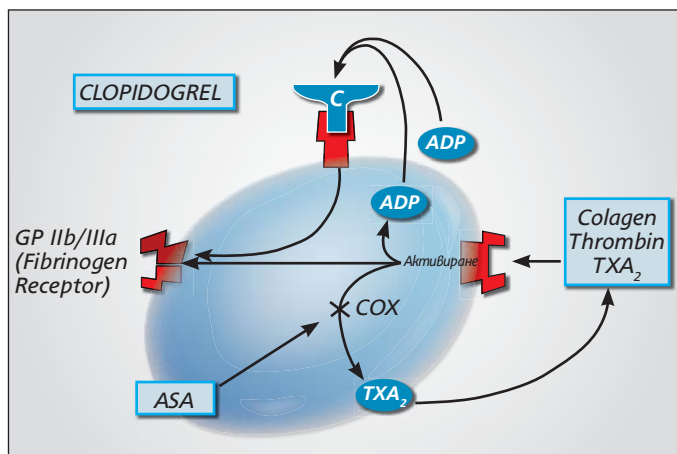 CLOPIDOGREL
C
ADP
ADP
GP IIb/IIIa
(Fibrinogen
Receptor)
Активиране
Colagen
Thrombin
TXA₂
COX
ASA
TXA₂